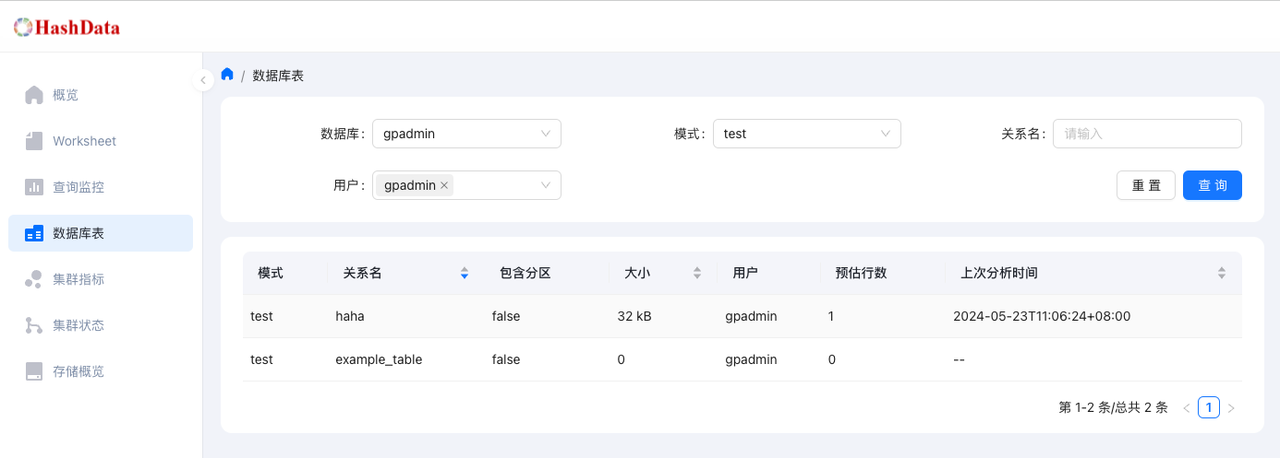 HashData
概览
Worksheet
查询监控
数据库表
集群指标
集群状态
存储概览
/ 数据库表
数据库: gpadmin 模式: test 关系名: 请输入
用户: gpadmin × 重 置 查 询
模式 关系名 包含分区 大小 用户 预估行数 上次分析时间
test haha false 32 kB gpadmin 1 2024-05-23T11:06:24+08:00
test example_table false 0 gpadmin 0 --
第 1-2 条/总共 2 条 < 1 >